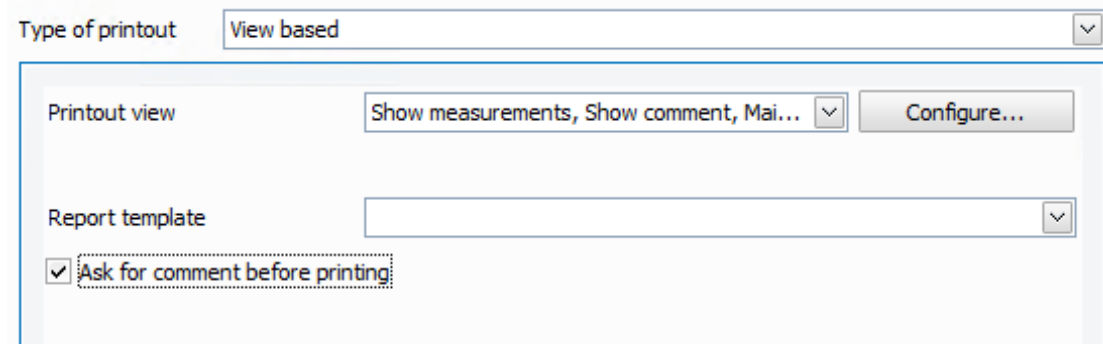 Type of printout View based
Printout view Show measurements, Show comment, Mai... Configure...
Report template
Ask for comment before printing